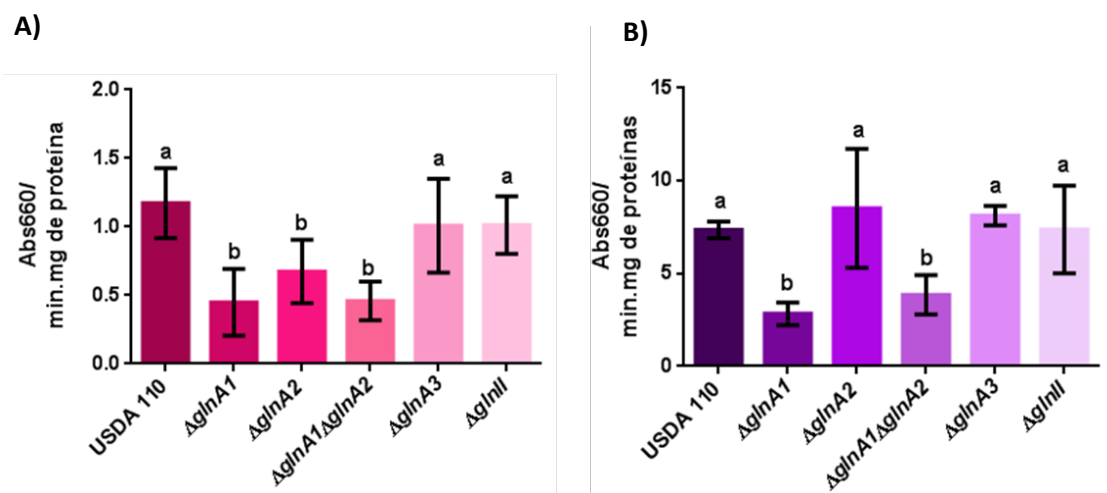 A)
Abs660/
min.mg de proteína
2.0
1.5
1.0
0.5
0.0
a
b
b
b
a
a
USDA 110
ΔglnA1
ΔglnA2
ΔglnA1ΔglnA2
ΔglnA3
ΔglnII
B)
Abs660/
min.mg de proteínas
15
10
5
0
a
b
a
b
a
a
USDA 110
ΔglnA1
ΔglnA2
ΔglnA1ΔglnA2
ΔglnA3
ΔglnII